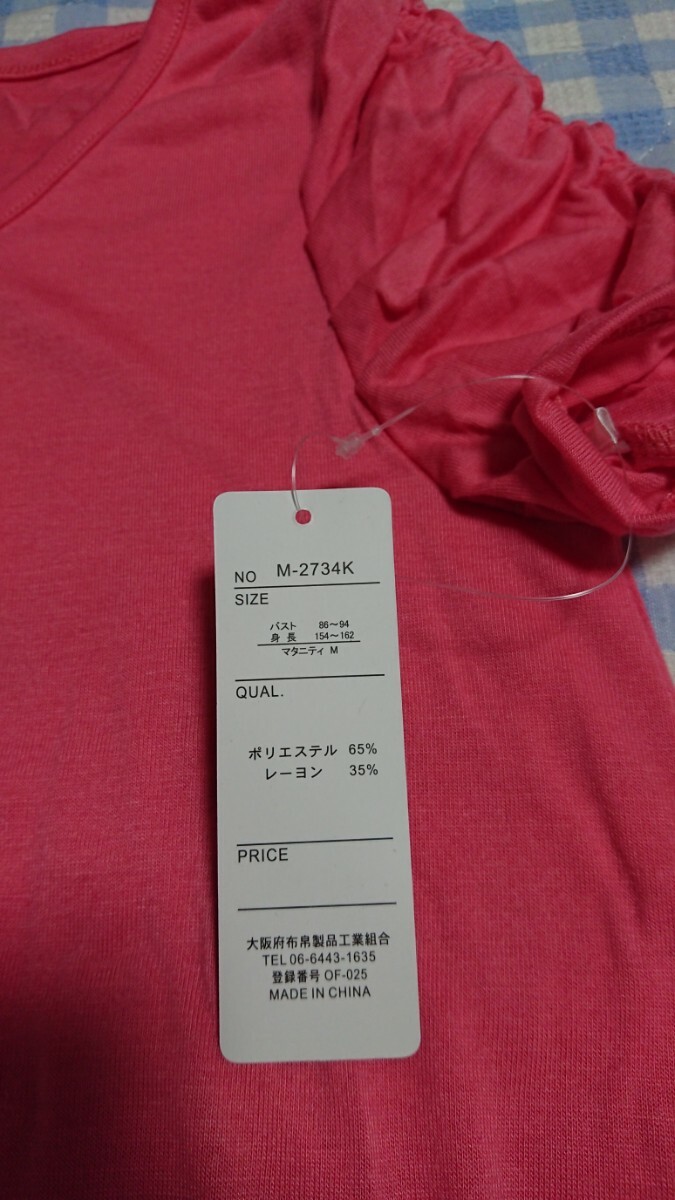 NO M-2734K
SIZE
バスト 86～94
身長 154～162
マタニティ M
QUAL.
ポリエステル 65%
レーヨン 35%
PRICE
大阪府布帛製品工業組合
TEL 06-6443-1635
登録番号 OF-025
MADE IN CHINA